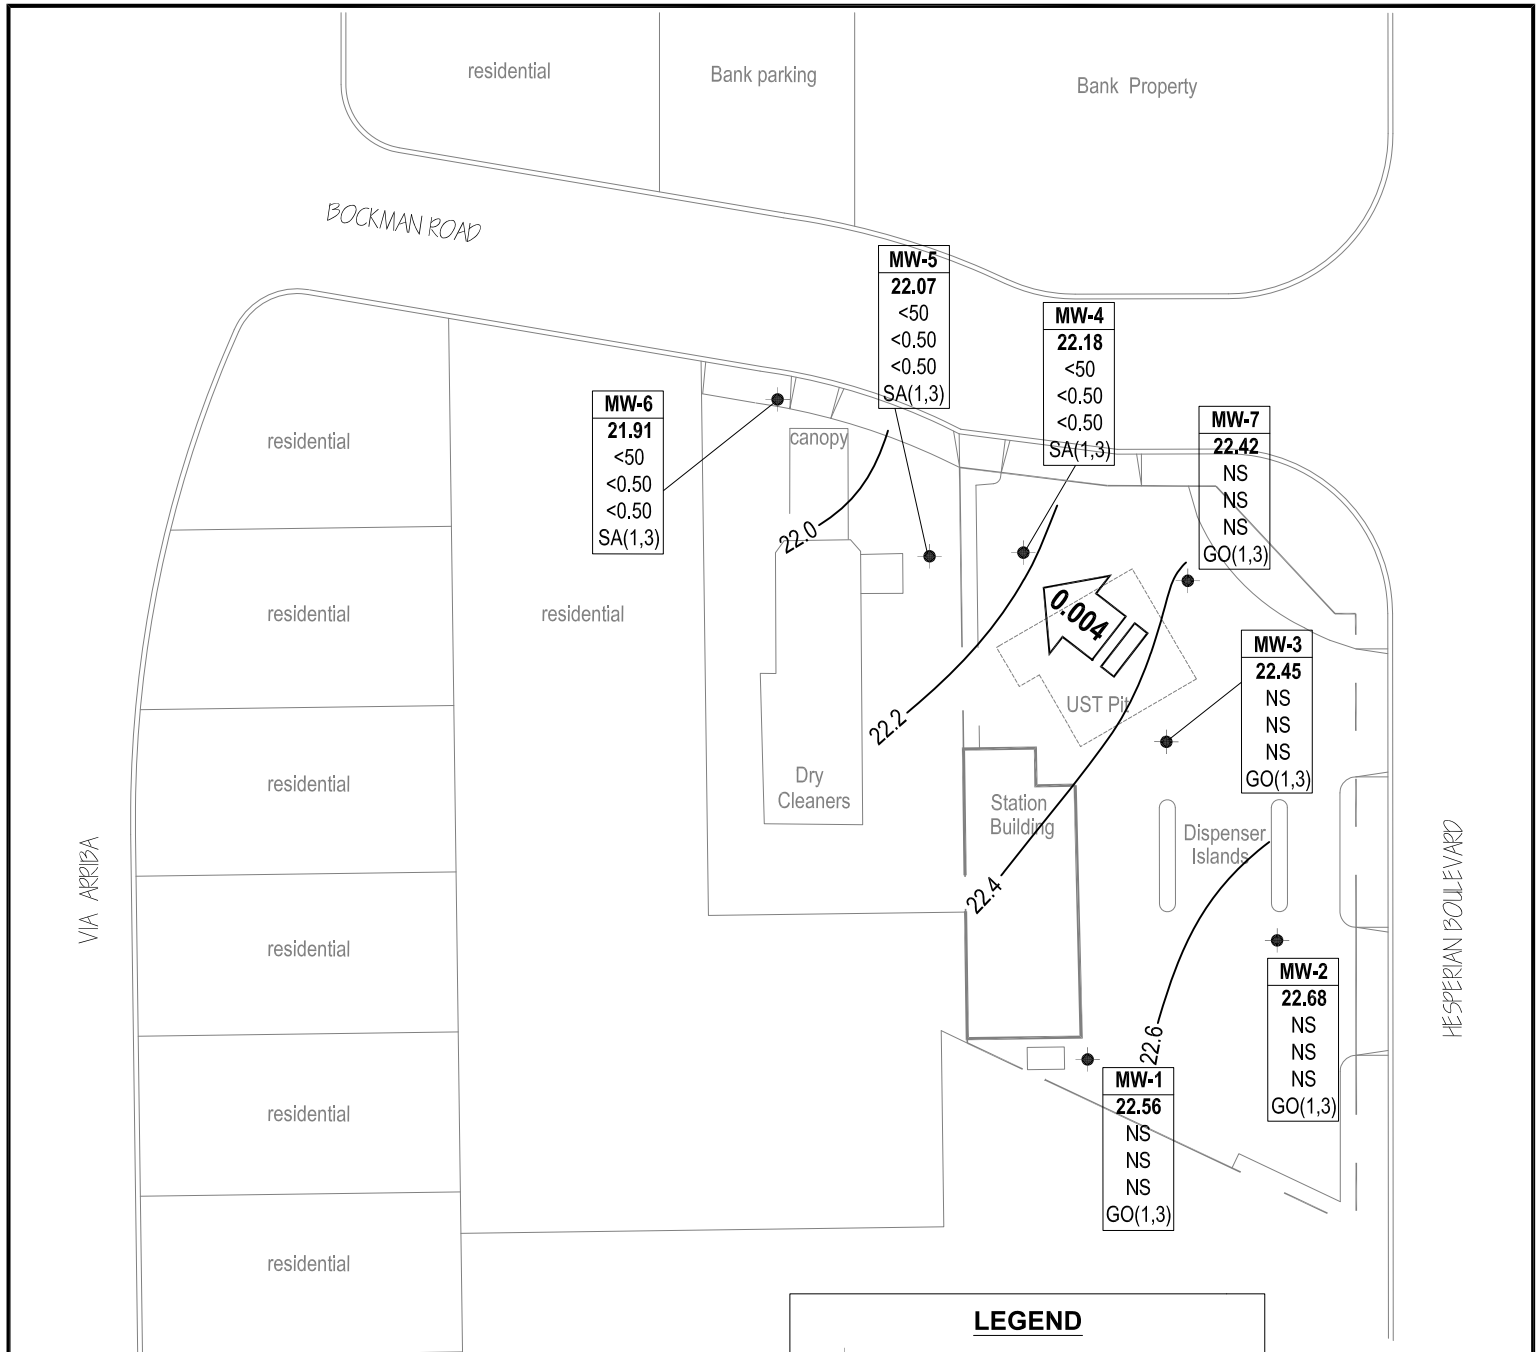 residential
Bank parking
Bank Property
BOCKMAN ROAD
MW-5
22.07
<50
<0.50
<0.50
SA(1,3)
MW-4
22.18
<50
<0.50
<0.50
SA(1,3)
MW-6
21.91
<50
<0.50
<0.50
SA(1,3)
MW-7
22.42
NS
NS
NS
GO(1,3)
canopy
residential
22.0
residential
residential
0.004
UST Pit
22.2
MW-3
22.45
NS
NS
NS
GO(1,3)
residential
Dry
Cleaners
Station
Building
Dispenser
Islands
22.4
VIA ARRIBA
HESPERIAN BOULEVARD
residential
MW-2
22.68
NS
NS
NS
GO(1,3)
22.6
MW-1
22.56
NS
NS
NS
GO(1,3)
residential
residential
LEGEND